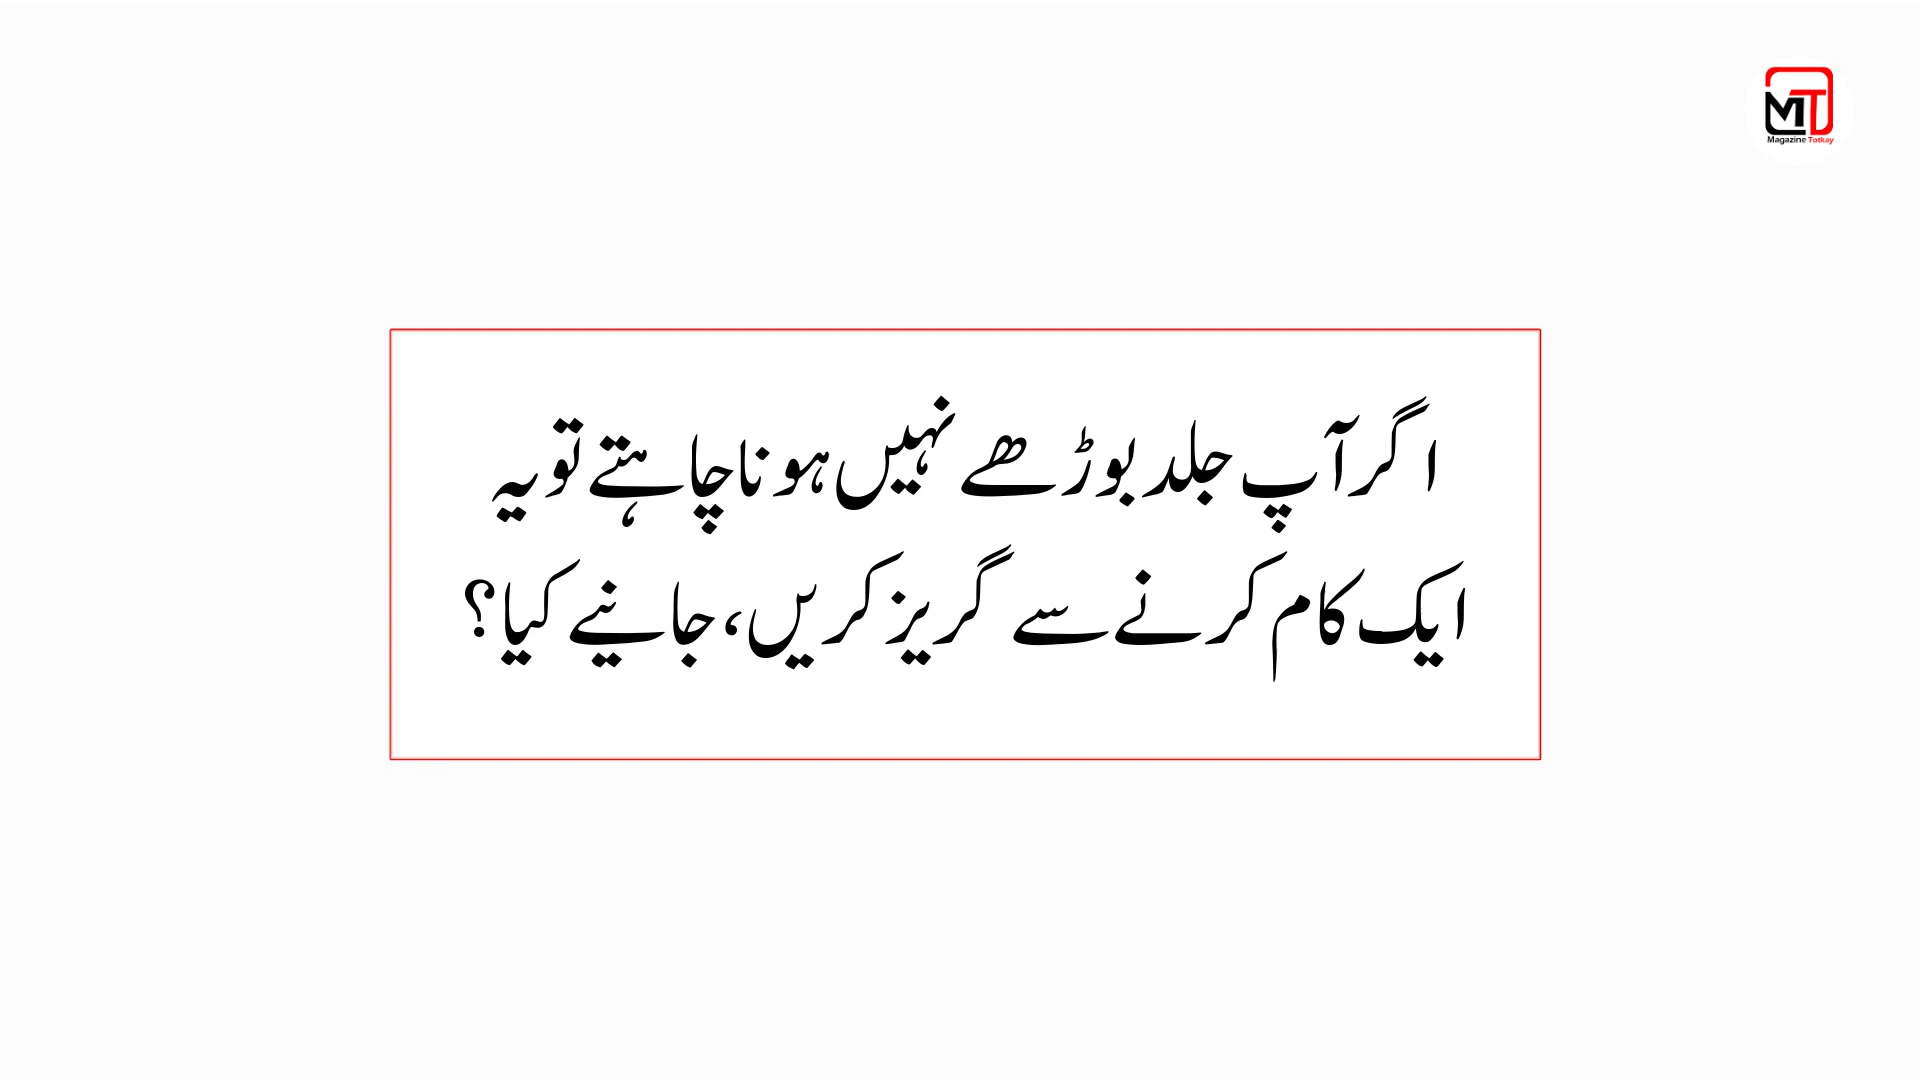 MT
Magazine Totkay
اگر آپ جلد بوڑھے نہیں ہونا چاہتے تو یہ
ایک کام کرنے سے گریز کریں، جانیے کیا؟